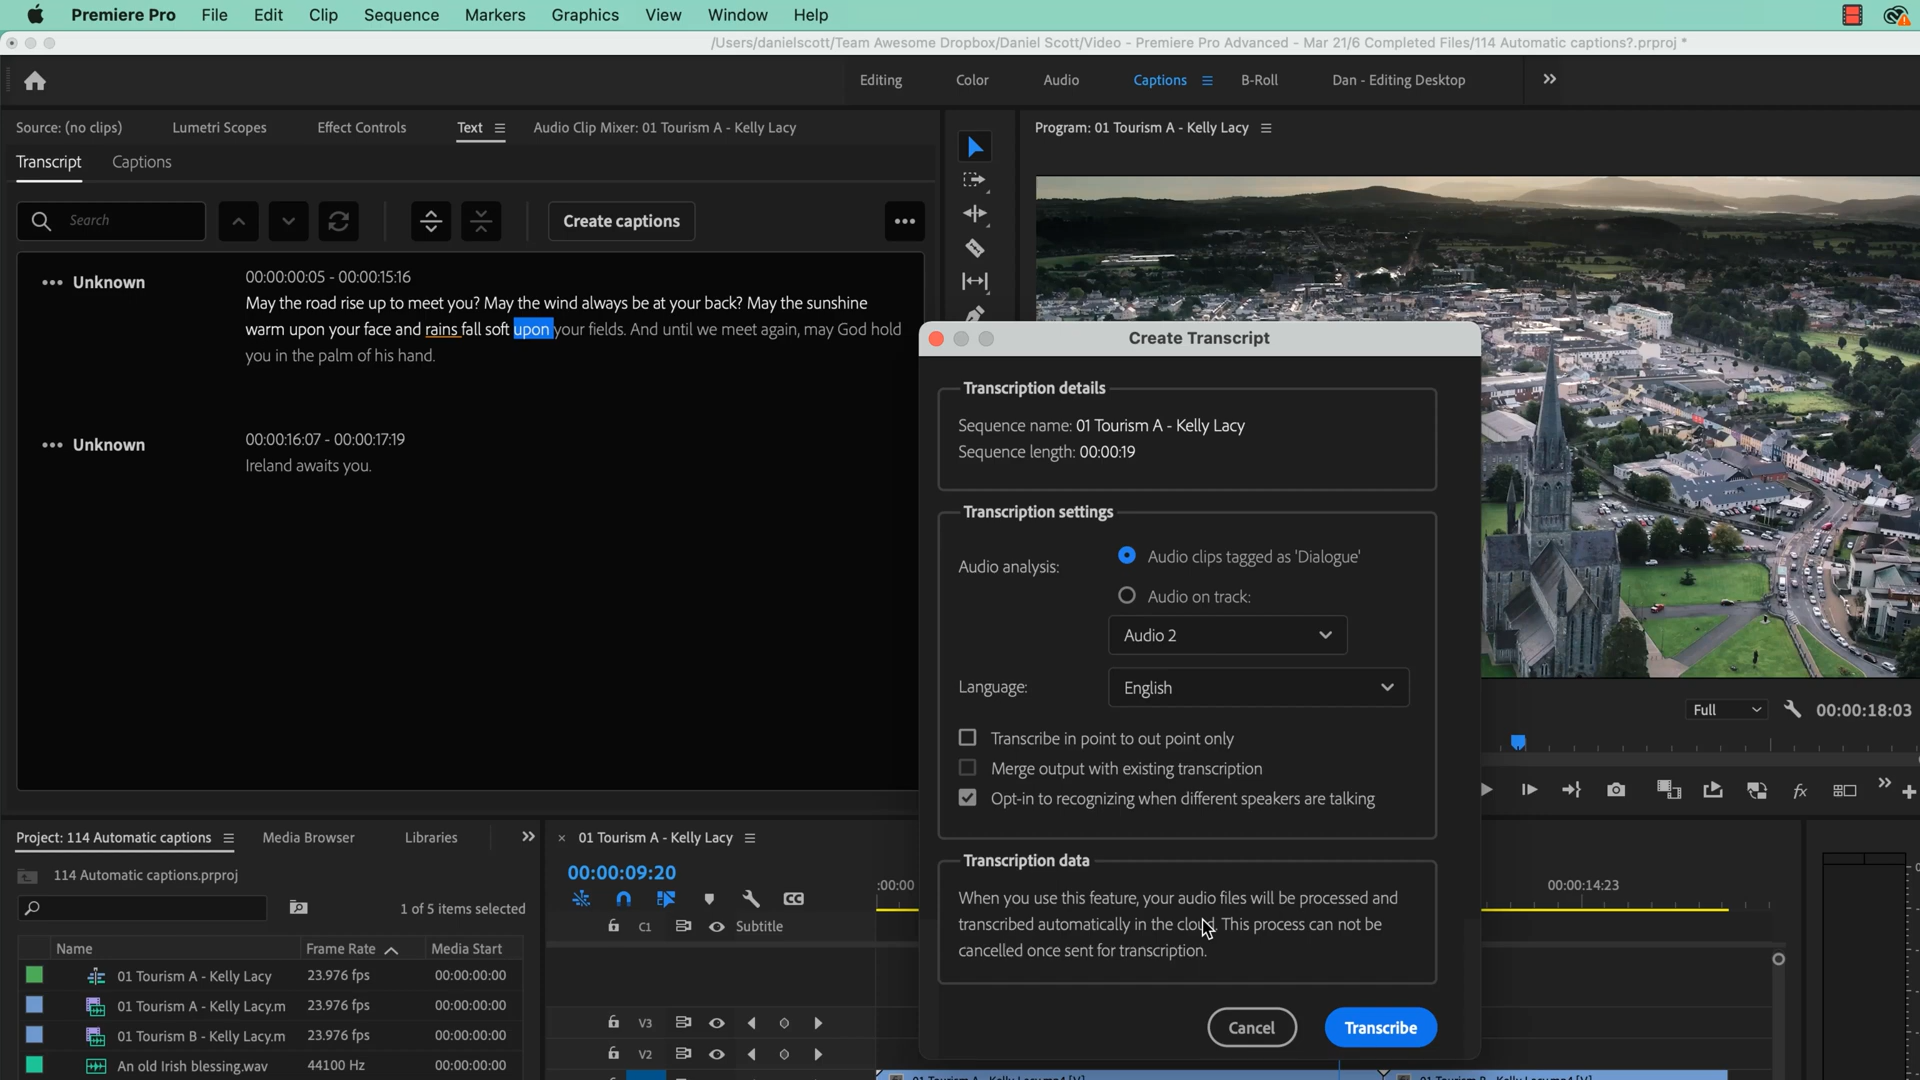 Premiere Pro File Edit Clip Sequence Markers Graphics View Window Help
/Users/danielscott/Team Awesome Dropbox/Daniel Scott/Video - Premiere Pro Advanced - Mar 21/6 Completed Files/114 Automatic captions?.prproj *
Editing Color Audio Captions B-Roll Dan - Editing Desktop
Source: (no clips) Lumetri Scopes Effect Controls Text Audio Clip Mixer: 01 Tourism A - Kelly Lacy
Program: 01 Tourism A - Kelly Lacy
Transcript Captions
Search Create captions
Unknown 00:00:00:05 - 00:00:15:16
May the road rise up to meet you? May the wind always be at your back? May the sunshine
warm upon your face and rains fall soft upon your fields. And until we meet again, may God hold
you in the palm of his hand.
Unknown 00:00:16:07 - 00:00:17:19
Ireland awaits you.
Create Transcript
Transcription details
Sequence name: 01 Tourism A - Kelly Lacy
Sequence length: 00:00:19
Transcription settings
Audio analysis: Audio clips tagged as 'Dialogue'
Audio on track:
Audio 2
Language: English
Transcribe in point to out point only
Merge output with existing transcription
Opt-in to recognizing when different speakers are talking
Transcription data
When you use this feature, your audio files will be processed and
transcribed automatically in the cloud. This process can not be
cancelled once sent for transcription.
Cancel Transcribe
Full 00:00:18:03
fx
Project: 114 Automatic captions Media Browser Libraries
114 Automatic captions.prproj
1 of 5 items selected
Name Frame Rate Media Start
01 Tourism A - Kelly Lacy 23.976 fps 00:00:00:00
01 Tourism A - Kelly Lacy.m 23.976 fps 00:00:00:00
01 Tourism B - Kelly Lacy.m 23.976 fps 00:00:00:00
An old Irish blessing.wav 44100 Hz 00:00:00:00
01 Tourism A - Kelly Lacy
00:00:09:20
CC
:00:00 00:00:14:23
C1 Subtitle
V3
V2
01 Tourism A - Kelly Lacy.mp4 [V] 01 Tourism B - Kelly Lacy.mp4 [V]